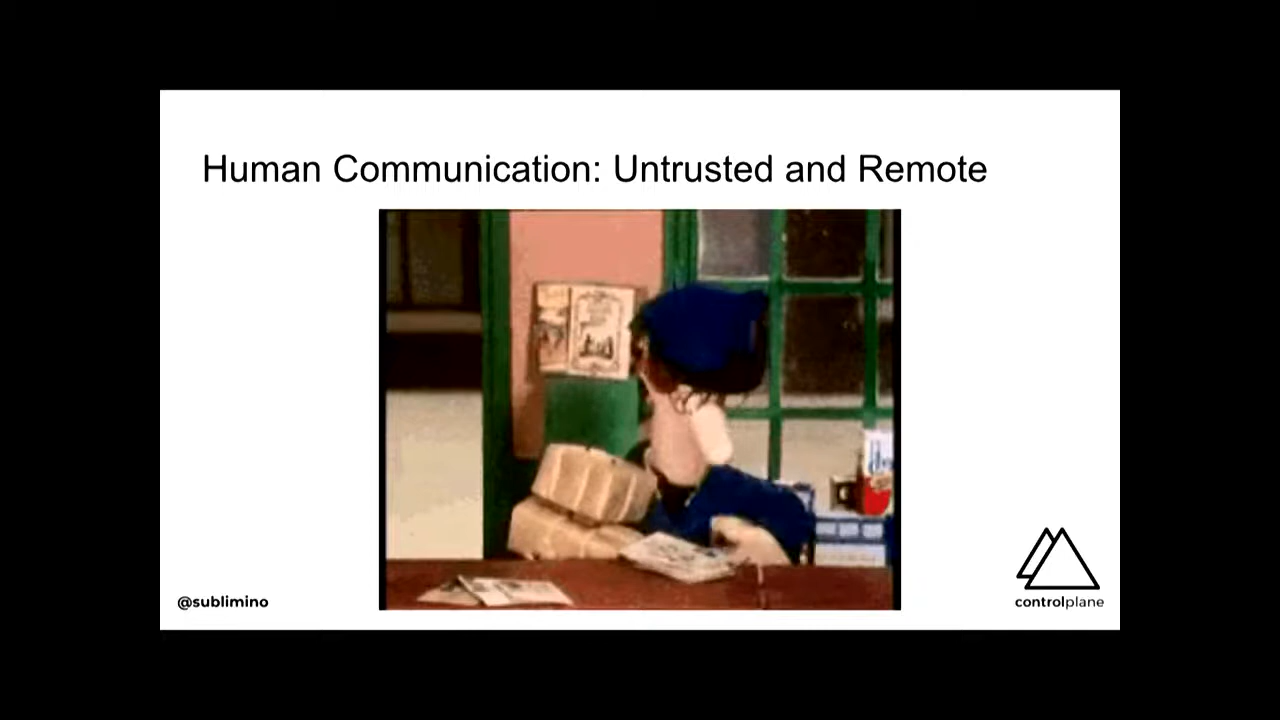 Human Communication: Untrusted and Remote
@sublimino
controlplane